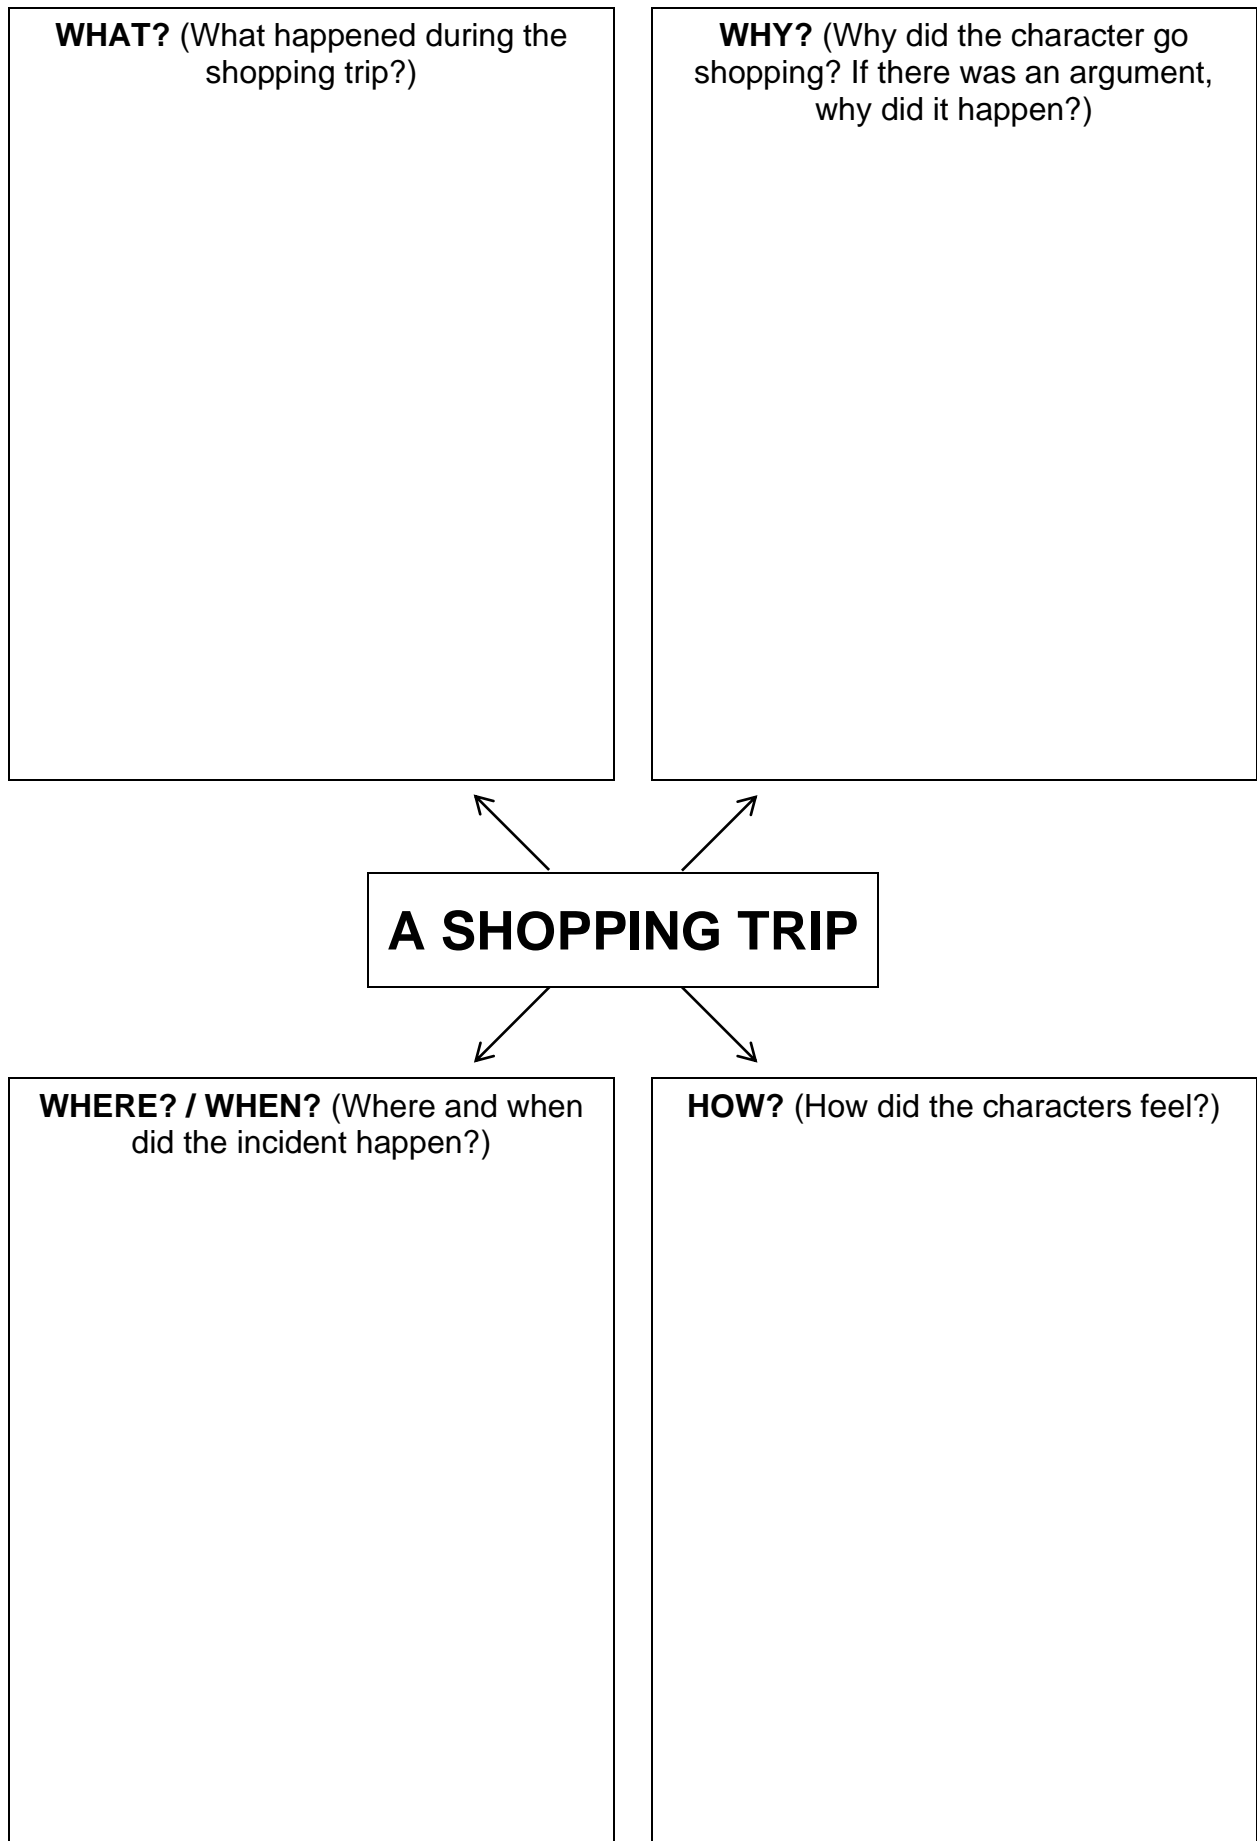 WHAT? (What happened during the
shopping trip?)
WHY? (Why did the character go
shopping? If there was an argument,
why did it happen?)
A SHOPPING TRIP
WHERE? / WHEN? (Where and when
did the incident happen?)
HOW? (How did the characters feel?)